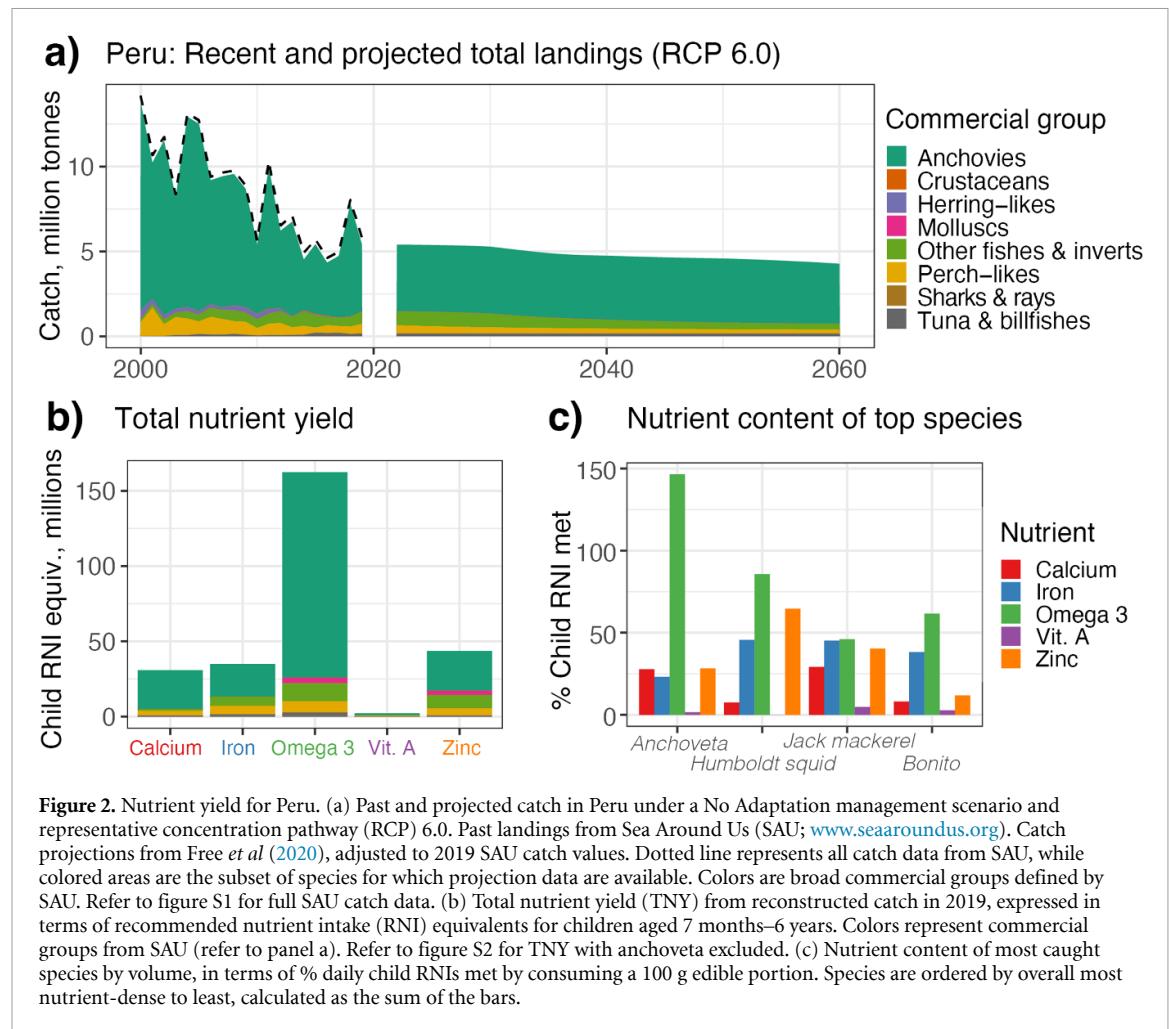 a) Peru: Recent and projected total landings (RCP 6.0)
Catch, million tonnes
10
5
0
2000 2020 2040 2060
Commercial group
Anchovies
Crustaceans
Herring−likes
Molluscs
Other fishes & inverts
Perch−likes
Sharks & rays
Tuna & billfishes
b) Total nutrient yield
Child RNI equiv., millions
150
100
50
0
Calcium Iron Omega 3 Vit. A Zinc
c) Nutrient content of top species
% Child RNI met
150
100
50
0
Anchoveta Jack mackerel
Humboldt squid Bonito
Nutrient
Calcium
Iron
Omega 3
Vit. A
Zinc
Figure 2. Nutrient yield for Peru. (a) Past and projected catch in Peru under a No Adaptation management scenario and
representative concentration pathway (RCP) 6.0. Past landings from Sea Around Us (SAU; www.seaaroundus.org). Catch
projections from Free et al (2020), adjusted to 2019 SAU catch values. Dotted line represents all catch data from SAU, while
colored areas are the subset of species for which projection data are available. Colors are broad commercial groups defined by
SAU. Refer to figure S1 for full SAU catch data. (b) Total nutrient yield (TNY) from reconstructed catch in 2019, expressed in
terms of recommended nutrient intake (RNI) equivalents for children aged 7 months–6 years. Colors represent commercial
groups from SAU (refer to panel a). Refer to figure S2 for TNY with anchoveta excluded. (c) Nutrient content of most caught
species by volume, in terms of % daily child RNIs met by consuming a 100 g edible portion. Species are ordered by overall most
nutrient-dense to least, calculated as the sum of the bars.